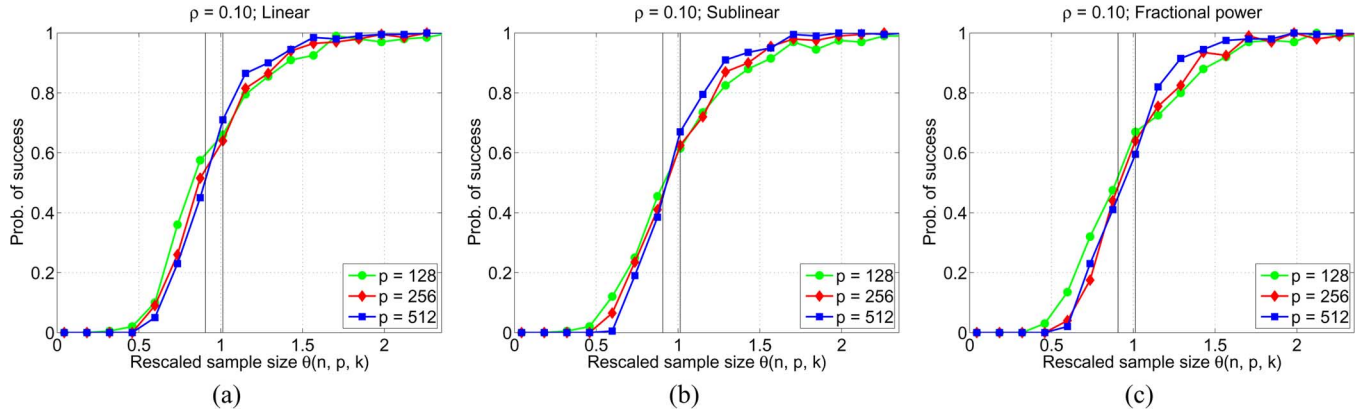 ρ = 0.10; Linear
Prob. of success
1
0.8
0.6
0.4
0.2
0
0 0.5 1 1.5 2
p = 128
p = 256
p = 512
Rescaled sample size θ(n, p, k)
(a)
ρ = 0.10; Sublinear
Prob. of success
1
0.8
0.6
0.4
0.2
0
0 0.5 1 1.5 2
p = 128
p = 256
p = 512
Rescaled sample size θ(n, p, k)
(b)
ρ = 0.10; Fractional power
Prob. of success
1
0.8
0.6
0.4
0.2
0
0 0.5 1 1.5 2
p = 128
p = 256
p = 512
Rescaled sample size θ(n, p, k)
(c)